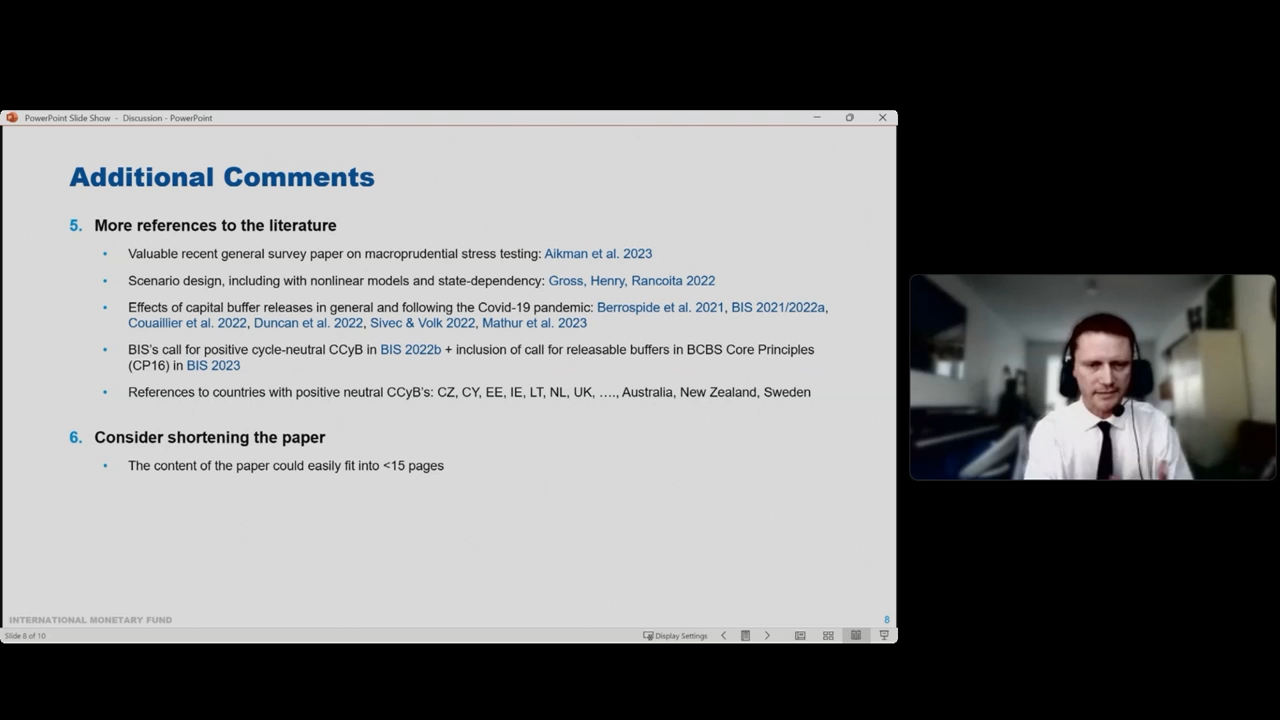 PowerPoint Slide Show - Discussion - PowerPoint
Additional Comments
5. More references to the literature
• Valuable recent general survey paper on macroprudential stress testing: Aikman et al. 2023
• Scenario design, including with nonlinear models and state-dependency: Gross, Henry, Rancoita 2022
• Effects of capital buffer releases in general and following the Covid-19 pandemic: Berrospide et al. 2021, BIS 2021/2022a,
Couaillier et al. 2022, Duncan et al. 2022, Sivec & Volk 2022, Mathur et al. 2023
• BIS's call for positive cycle-neutral CCyB in BIS 2022b + inclusion of call for releasable buffers in BCBS Core Principles
(CP16) in BIS 2023
• References to countries with positive neutral CCyB's: CZ, CY, EE, IE, LT, NL, UK, …., Australia, New Zealand, Sweden
6. Consider shortening the paper
• The content of the paper could easily fit into <15 pages
INTERNATIONAL MONETARY FUND
8
Slide 8 of 10
Display Settings